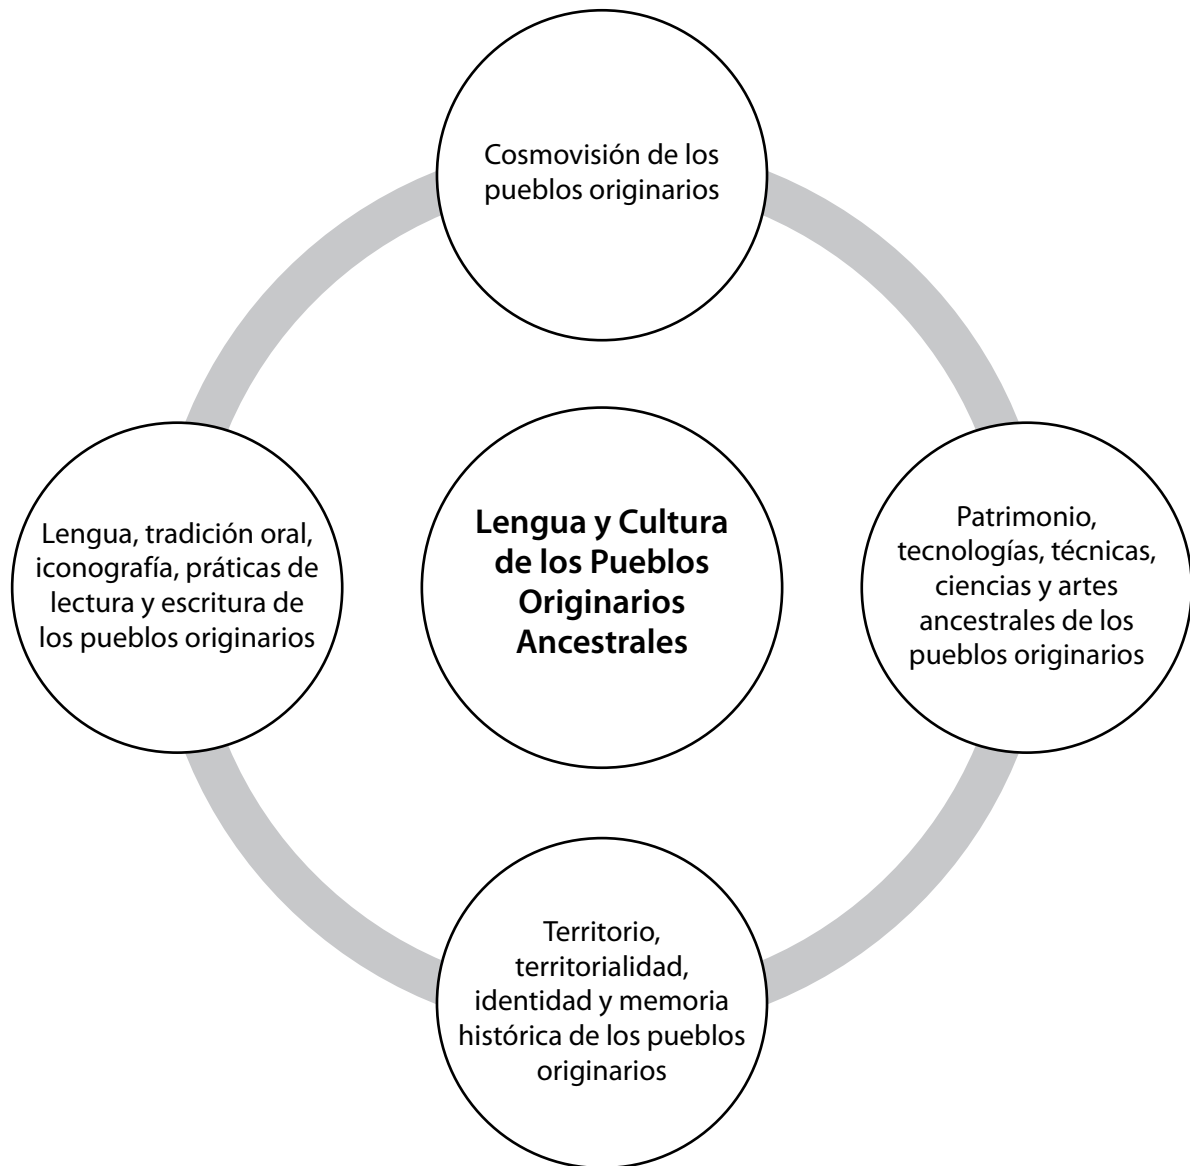 Cosmovisión de los
pueblos originarios
Lengua, tradición oral,
iconografía, práticas de
lectura y escritura de
los pueblos originarios
Lengua y Cultura
de los Pueblos
Originarios
Ancestrales
Patrimonio,
tecnologías, técnicas,
ciencias y artes
ancestrales de los
pueblos originarios
Territorio,
territorialidad,
identidad y memoria
histórica de los pueblos
originarios